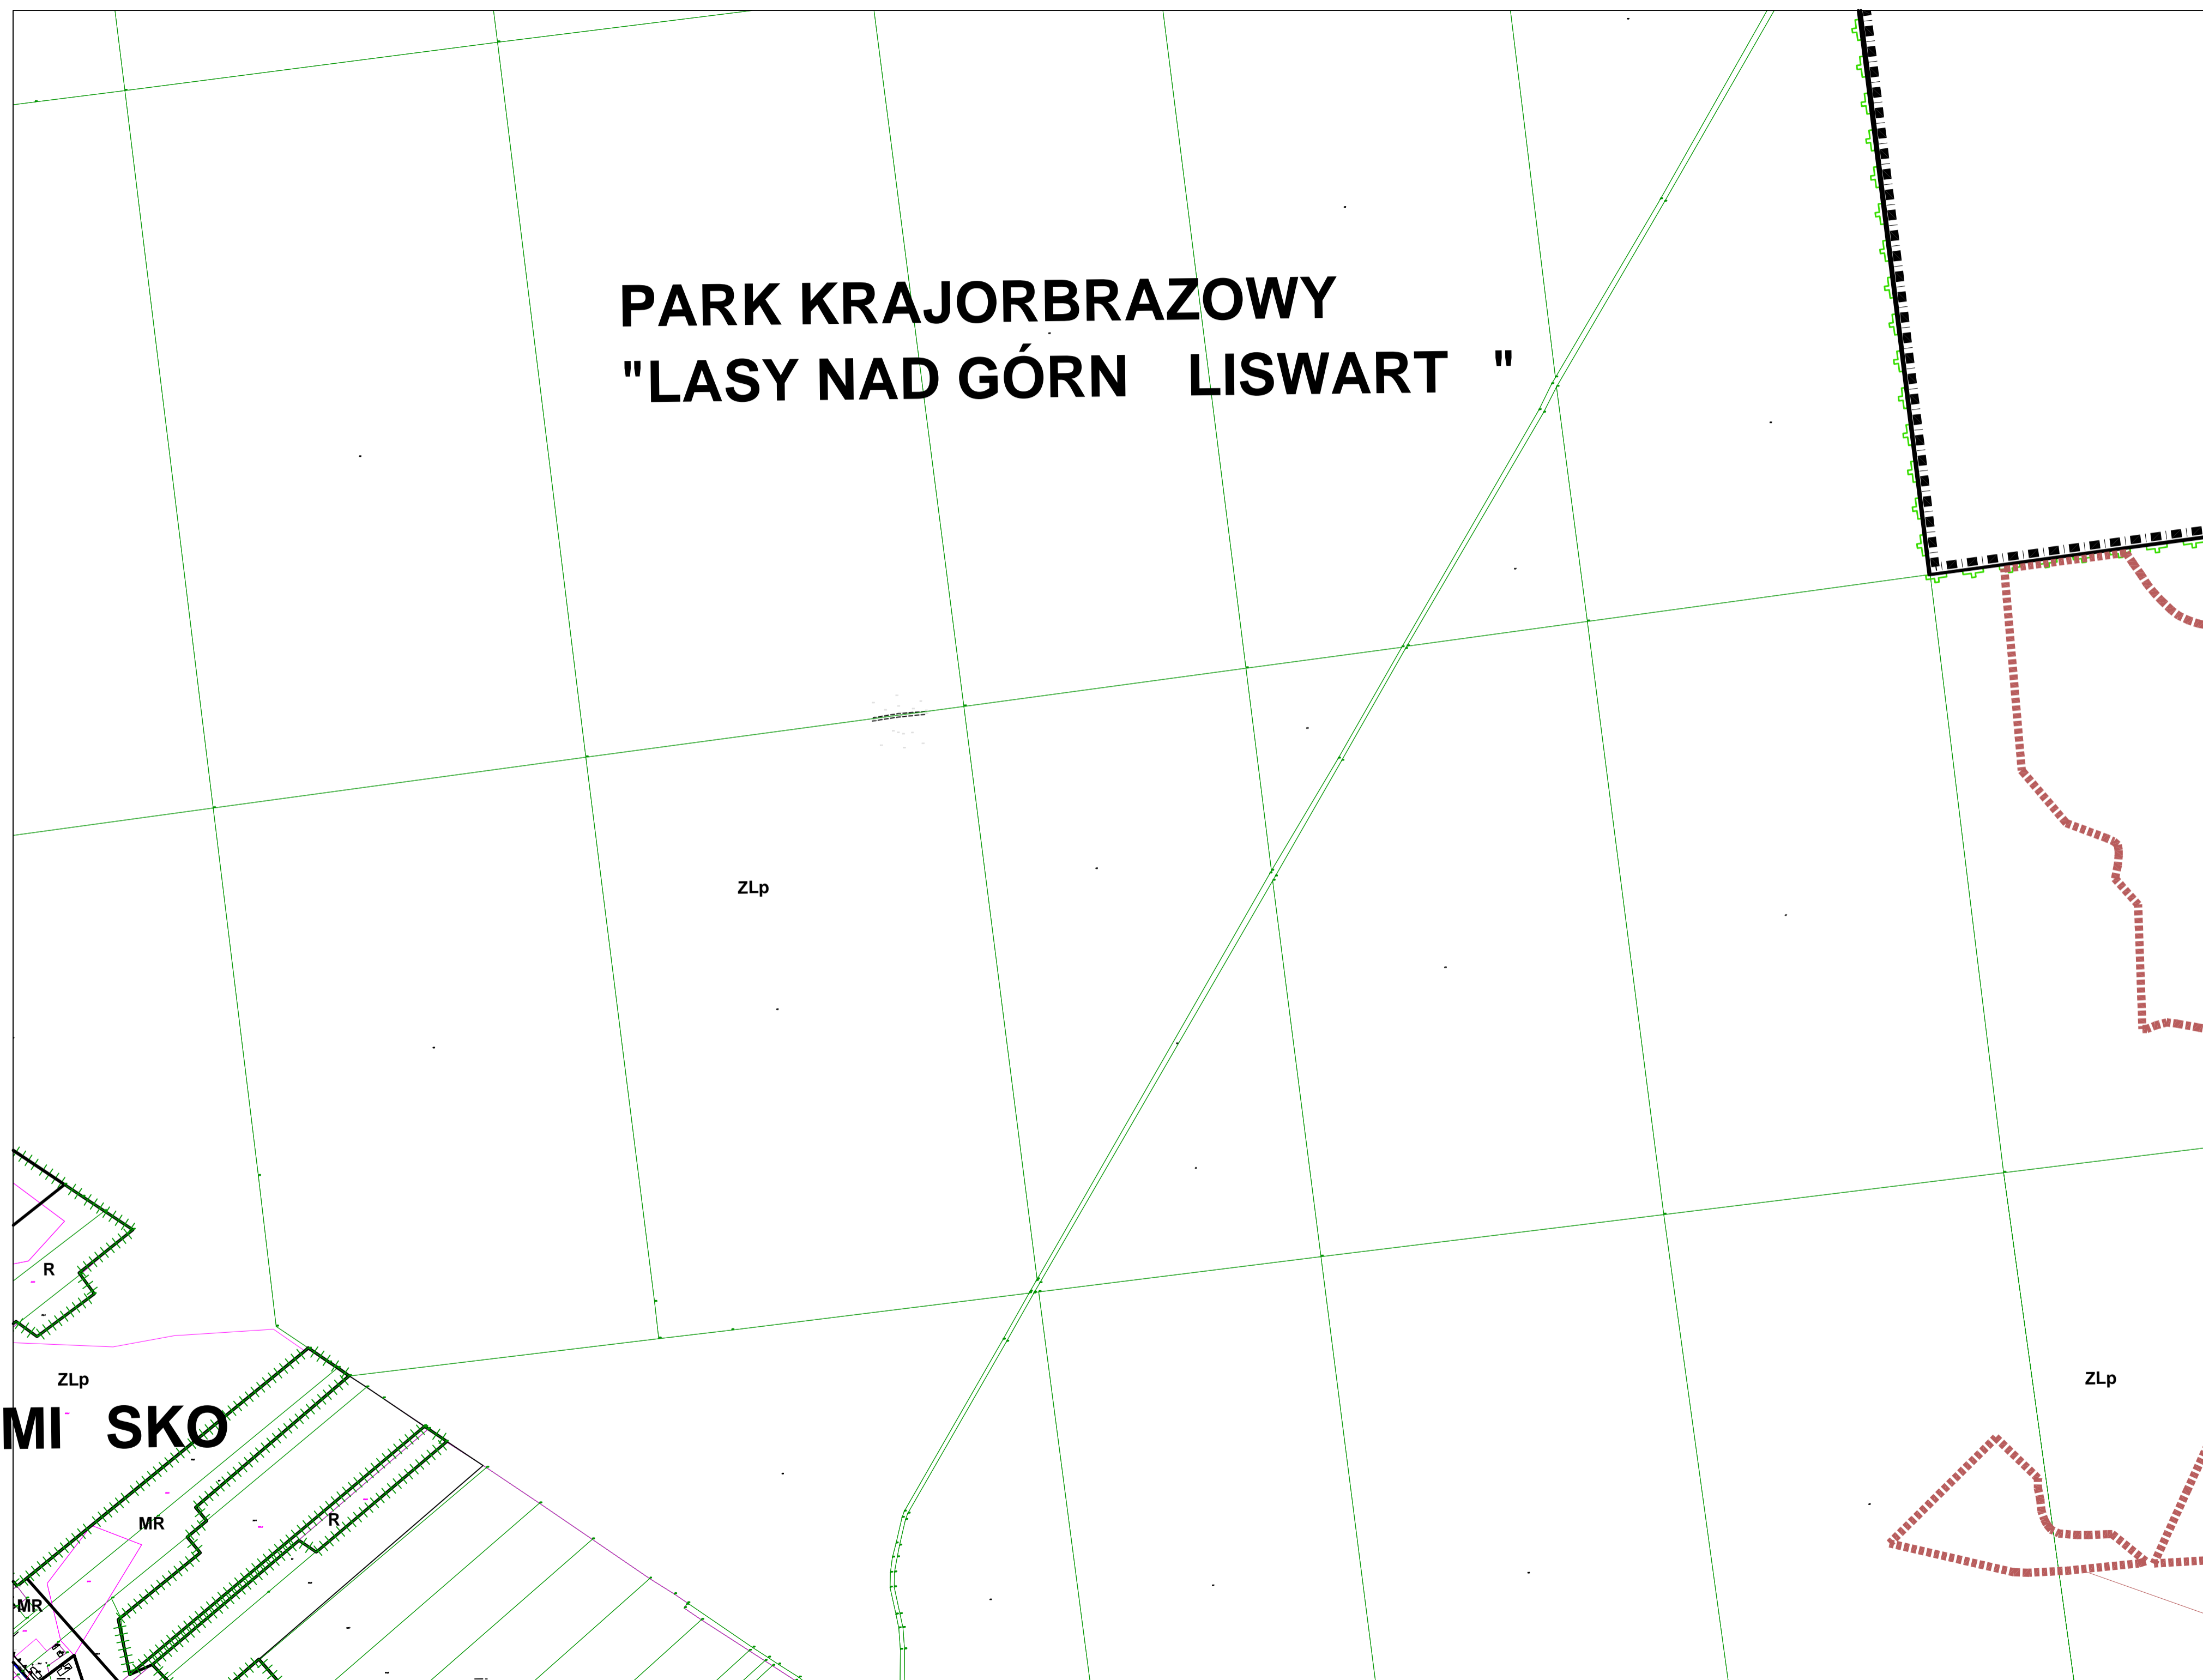 PARK KRAJORBRAZOWY
"LASY NAD GÓRN LISWART "
ZLp
R
ZLp
ZLp
MI SKO
MR
R
MR